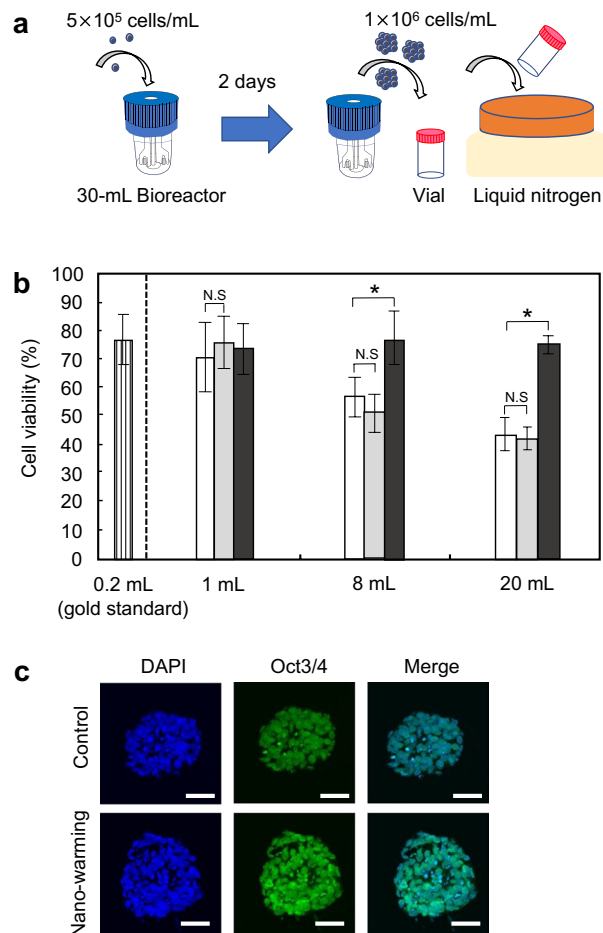 a
5×10⁵ cells/mL
1×10⁶ cells/mL
2 days
30-mL Bioreactor
Vial
Liquid nitrogen
b
Cell viability (%)
100
90
80
70
60
50
40
30
20
10
0
N.S
*
N.S
*
N.S
0.2 mL
(gold standard)
1 mL
8 mL
20 mL
c
DAPI
Oct3/4
Merge
Control
Nano-warming